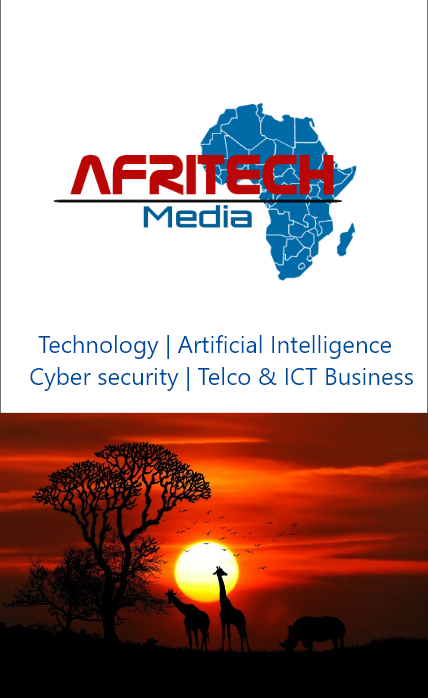 AFRITECH
Media
Technology | Artificial Intelligence
Cyber security | Telco & ICT Business